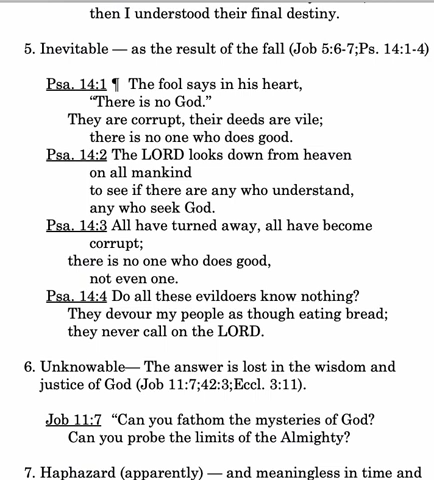 then I understood their final destiny.
5. Inevitable — as the result of the fall (Job 5:6-7;Ps. 14:1-4)
Psa. 14:1 ¶ The fool says in his heart,
“There is no God.”
They are corrupt, their deeds are vile;
there is no one who does good.
Psa. 14:2 The LORD looks down from heaven
on all mankind
to see if there are any who understand,
any who seek God.
Psa. 14:3 All have turned away, all have become
corrupt;
there is no one who does good,
not even one.
Psa. 14:4 Do all these evildoers know nothing?
They devour my people as though eating bread;
they never call on the LORD.
6. Unknowable— The answer is lost in the wisdom and
justice of God (Job 11:7;42:3;Eccl. 3:11).
Job 11:7 “Can you fathom the mysteries of God?
Can you probe the limits of the Almighty?
7. Haphazard (apparently) — and meaningless in time and